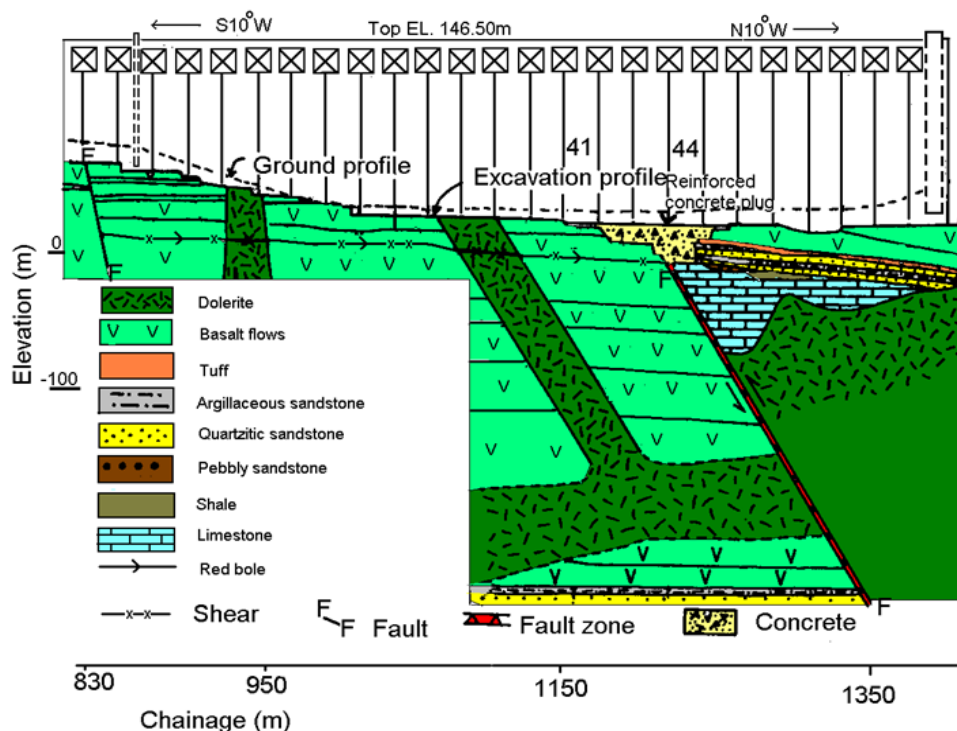 S10°W
Top EL. 146.50m
N10°W
41
44
F
Ground profile
Excavation profile
Reinforced
concrete plug
Elevation (m)
0
-100
F
F
Dolerite
Basalt flows
Tuff
Argillaceous sandstone
Quartzitic sandstone
Pebbly sandstone
Shale
Limestone
Red bole
Shear
F
F Fault
Fault zone
Concrete
F
830
950
1150
1350
Chainage (m)